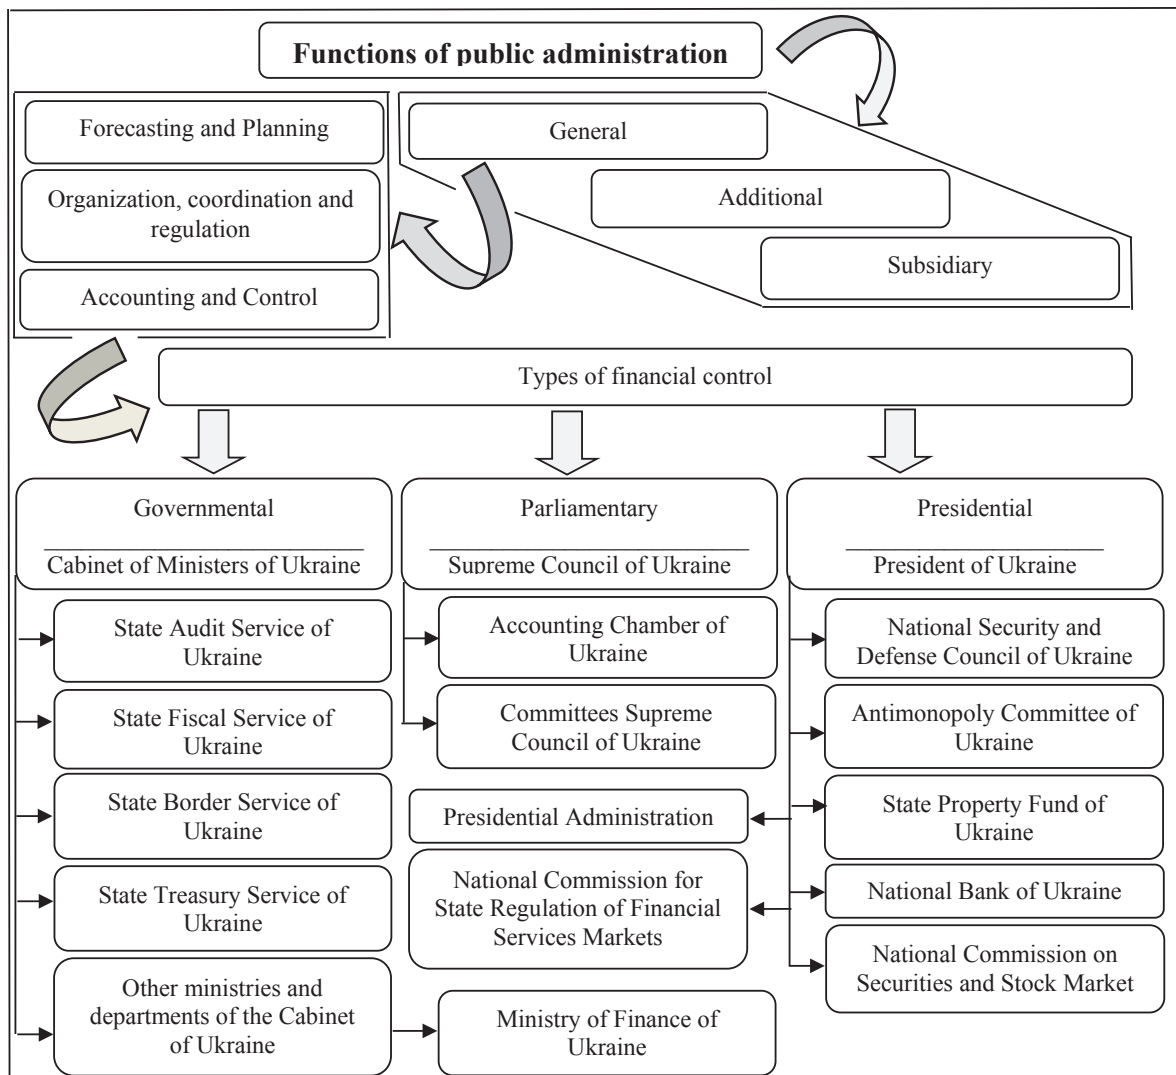 Functions of public administration
Forecasting and Planning
Organization, coordination and
regulation
Accounting and Control
General
Additional
Subsidiary
Types of financial control
Governmental
Cabinet of Ministers of Ukraine
State Audit Service of
Ukraine
State Fiscal Service of
Ukraine
State Border Service of
Ukraine
State Treasury Service of
Ukraine
Other ministries and
departments of the Cabinet
of Ukraine
Parliamentary
Supreme Council of Ukraine
Accounting Chamber of
Ukraine
Committees Supreme
Council of Ukraine
Presidential Administration
National Commission for
State Regulation of Financial
Services Markets
Ministry of Finance of
Ukraine
Presidential
President of Ukraine
National Security and
Defense Council of Ukraine
Antimonopoly Committee of
Ukraine
State Property Fund of
Ukraine
National Bank of Ukraine
National Commission on
Securities and Stock Market